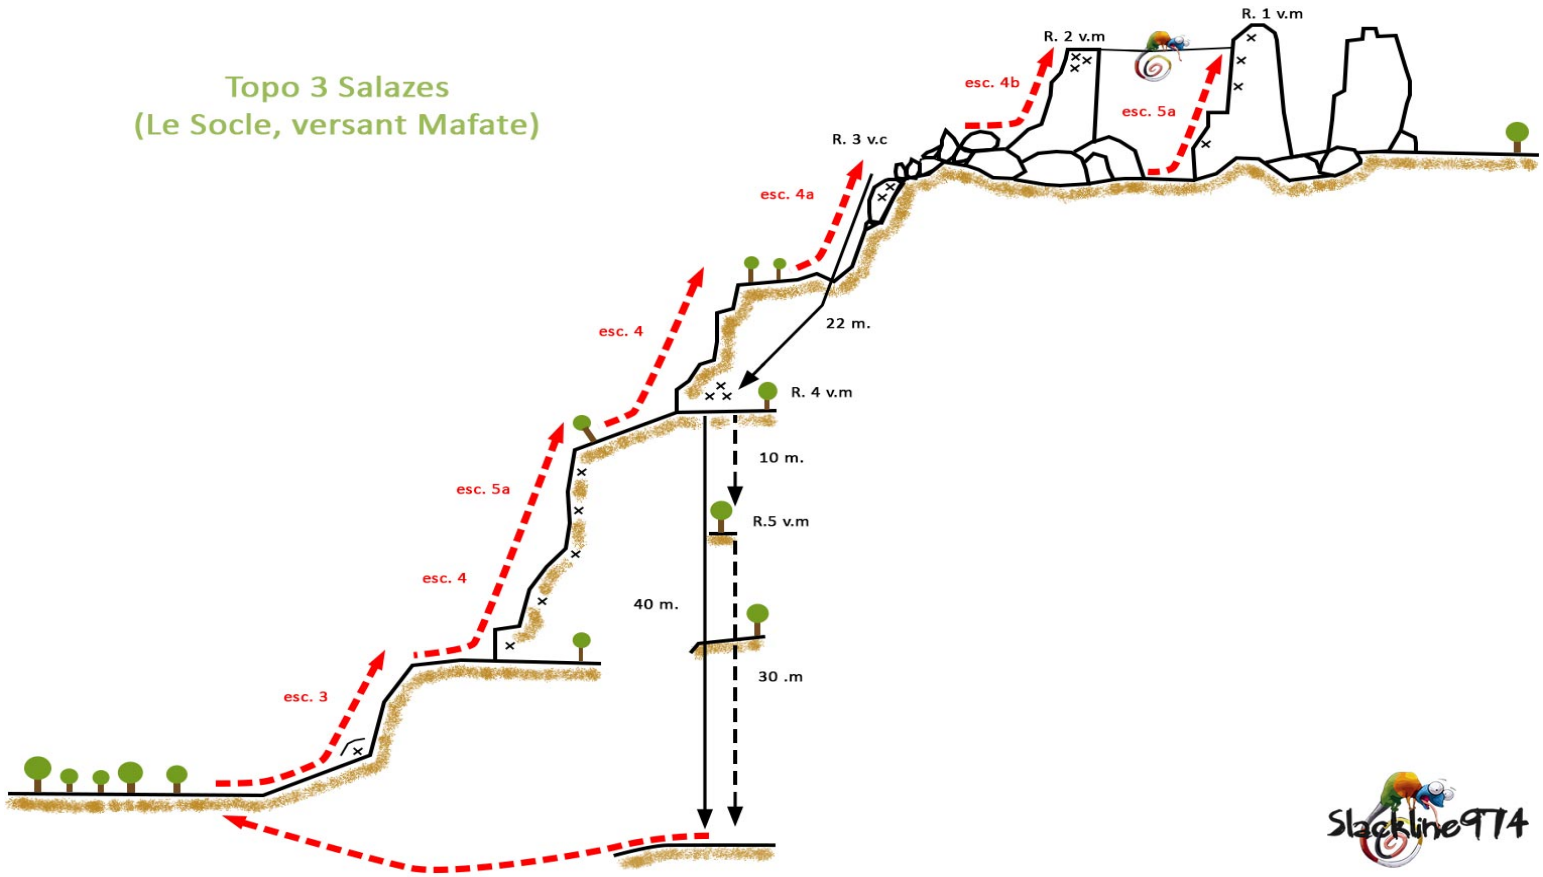 Topo 3 Salazes
(Le Socle, versant Mafate)
R. 1 v.m
R. 2 v.m
esc. 4b
esc. 5a
R. 3 v.c
esc. 4a
22 m.
esc. 4
R. 4 v.m
10 m.
esc. 5a
R.5 v.m
esc. 4
40 m.
30 .m
esc. 3
Slackline974